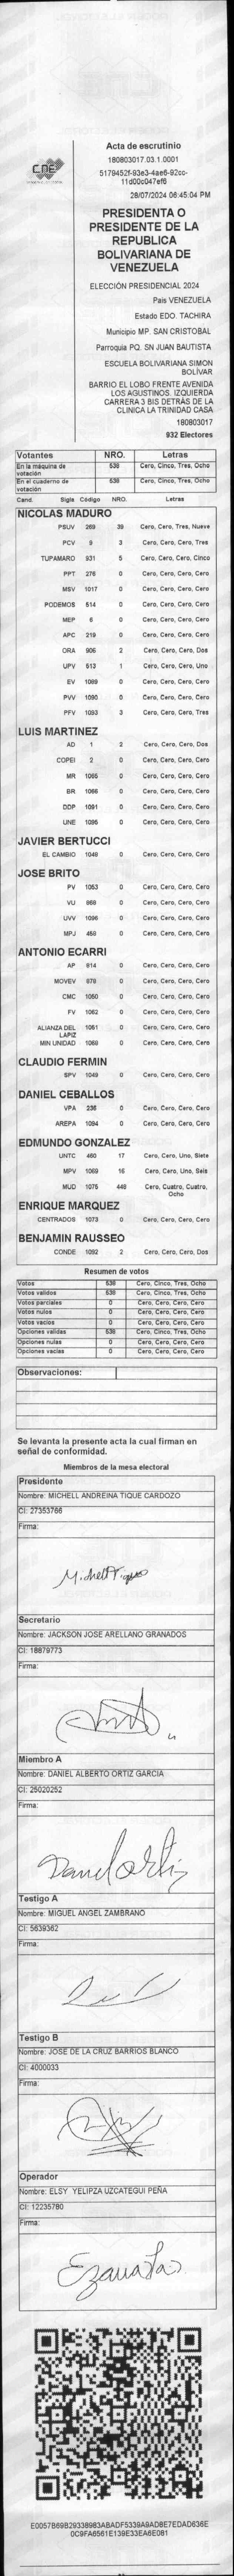 CNE
Acta de escrutinio
180803017.03.1.0001
5179452f-93e3-4ae6-92cc-
11d00c047ef6
28/07/2024 06:45:04 PM
PRESIDENTA O
PRESIDENTE DE LA
REPUBLICA
BOLIVARIANA DE
VENEZUELA
ELECCIÓN PRESIDENCIAL 2024
Pais VENEZUELA
Estado EDO. TACHIRA
Municipio MP. SAN CRISTOBAL
Parroquia PQ. SN JUAN BAUTISTA
ESCUELA BOLIVARIANA SIMON
BOLÍVAR
BARRIO EL LOBO FRENTE AVENIDA
LOS AGUSTINOS. IZQUIERDA
CARRERA 3 BIS DETRÁS DE LA
CLINICA LA TRINIDAD CASA
180803017
932 Electores
Votantes NRO. Letras
En la máquina de votación 538 Cero, Cinco, Tres, Ocho
En el cuaderno de votación 538 Cero, Cinco, Tres, Ocho
Cand. Sigla Código NRO. Letras
NICOLAS MADURO
PSUV 269 39 Cero, Cero, Tres, Nueve
PCV 9 3 Cero, Cero, Cero, Tres
TUPAMARO 931 5 Cero, Cero, Cero, Cinco
PPT 276 0 Cero, Cero, Cero, Cero
MSV 1017 0 Cero, Cero, Cero, Cero
PODEMOS 514 0 Cero, Cero, Cero, Cero
MEP 6 0 Cero, Cero, Cero, Cero
APC 219 0 Cero, Cero, Cero, Cero
ORA 906 2 Cero, Cero, Cero, Dos
UPV 513 1 Cero, Cero, Cero, Uno
EV 1089 0 Cero, Cero, Cero, Cero
PVV 1090 0 Cero, Cero, Cero, Cero
PFV 1093 3 Cero, Cero, Cero, Tres
LUIS MARTINEZ
AD 1 2 Cero, Cero, Cero, Dos
COPEI 2 0 Cero, Cero, Cero, Cero
MR 1065 0 Cero, Cero, Cero, Cero
BR 1066 0 Cero, Cero, Cero, Cero
DDP 1091 0 Cero, Cero, Cero, Cero
UNE 1095 0 Cero, Cero, Cero, Cero
JAVIER BERTUCCI
EL CAMBIO 1048 0 Cero, Cero, Cero, Cero
JOSE BRITO
PV 1053 0 Cero, Cero, Cero, Cero
VU 868 0 Cero, Cero, Cero, Cero
UVV 1096 0 Cero, Cero, Cero, Cero
MPJ 459 0 Cero, Cero, Cero, Cero
ANTONIO ECARRI
AP 914 0 Cero, Cero, Cero, Cero
MOVEV 879 0 Cero, Cero, Cero, Cero
CMC 1050 0 Cero, Cero, Cero, Cero
FV 1062 0 Cero, Cero, Cero, Cero
ALIANZA DEL LAPIZ 1061 0 Cero, Cero, Cero, Cero
MIN UNIDAD 1069 0 Cero, Cero, Cero, Cero
CLAUDIO FERMIN
SPV 1049 0 Cero, Cero, Cero, Cero
DANIEL CEBALLOS
VPA 236 0 Cero, Cero, Cero, Cero
AREPA 1094 0 Cero, Cero, Cero, Cero
EDMUNDO GONZALEZ
UNTC 460 17 Cero, Cero, Uno, Siete
MPV 1069 16 Cero, Cero, Uno, Seis
MUD 1075 448 Cero, Cuatro, Cuatro, Ocho
ENRIQUE MARQUEZ
CENTRADOS 1073 0 Cero, Cero, Cero, Cero
BENJAMIN RAUSSEO
CONDE 1092 2 Cero, Cero, Cero, Dos
Resumen de votos
Votos 538 Cero, Cinco, Tres, Ocho
Votos validos 538 Cero, Cinco, Tres, Ocho
Votos parciales 0 Cero, Cero, Cero, Cero
Votos nulos 0 Cero, Cero, Cero, Cero
Votos vacios 0 Cero, Cero, Cero, Cero
Opciones validas 538 Cero, Cinco, Tres, Ocho
Opciones nulas 0 Cero, Cero, Cero, Cero
Opciones vacias 0 Cero, Cero, Cero, Cero
Observaciones:
Se levanta la presente acta la cual firman en
señal de conformidad.
Miembros de la mesa electoral
Presidente
Nombre: MICHELL ANDREINA TIQUE CARDOZO
CI: 27353766
Firma:
Michell Tique
Secretario
Nombre: JACKSON JOSE ARELLANO GRANADOS
CI: 18879773
Firma:
Miembro A
Nombre: DANIEL ALBERTO ORTIZ GARCIA
CI: 25020252
Firma:
Daniel Ortiz
Testigo A
Nombre: MIGUEL ANGEL ZAMBRANO
CI: 5639362
Firma:
Testigo B
Nombre: JOSE DE LA CRUZ BARRIOS BLANCO
CI: 4000033
Firma:
Operador
Nombre: ELSY YELIPZA UZCATEGUI PEÑA
CI: 12235780
Firma:
E0057B69B29338983ABADF5339A9AD8E7EDAD636E
0C9FA6561E139E33EA6E081